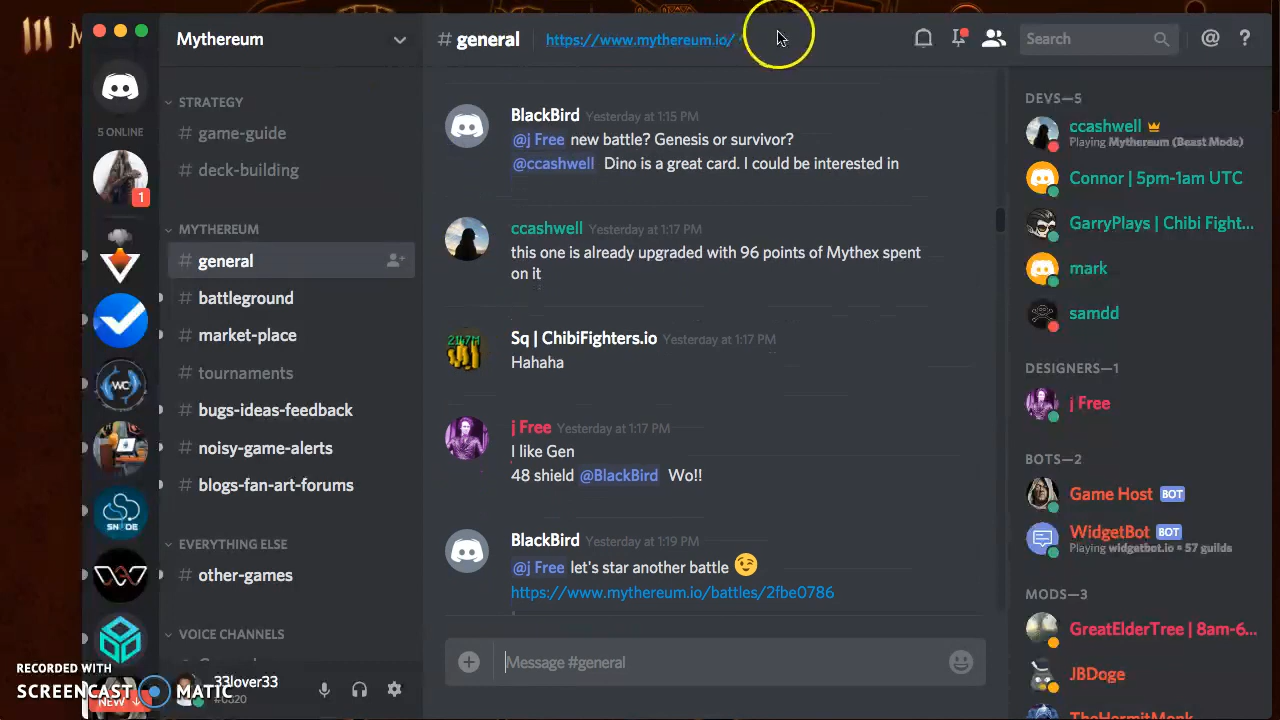 Mythereum
# general
https://www.mythereum.io/
Search
@
?
5 ONLINE
1
STRATEGY
# game-guide
# deck-building
MYTHEREUM
# general
# battleground
# market-place
# tournaments
# bugs-ideas-feedback
# noisy-game-alerts
# blogs-fan-art-forums
EVERYTHING ELSE
# other-games
VOICE CHANNELS
WC
NEW
33lover33
BlackBird Yesterday at 1:15 PM
@j Free new battle? Genesis or survivor?
@ccashwell Dino is a great card. I could be interested in
ccashwell Yesterday at 1:17 PM
this one is already upgraded with 96 points of Mythex spent
on it
Sq | ChibiFighters.io Yesterday at 1:17 PM
Hahaha
j Free Yesterday at 1:17 PM
I like Gen
48 shield @BlackBird Wo!!
BlackBird Yesterday at 1:19 PM
@j Free let's star another battle 😉
https://www.mythereum.io/battles/2fbe0786
Message #general
DEVS—5
ccashwell
Playing Mythereum (Beast Mode)
Connor | 5pm-1am UTC
GarryPlays | Chibi Fight...
mark
samdd
DESIGNERS—1
j Free
BOTS—2
Game Host BOT
WidgetBot BOT
Playing widgetbot.io • 57 guilds
MODS—3
GreatElderTree | 8am-6...
JBDoge
TheHermitMonk
RECORDED WITH
SCREENCAST MATIC